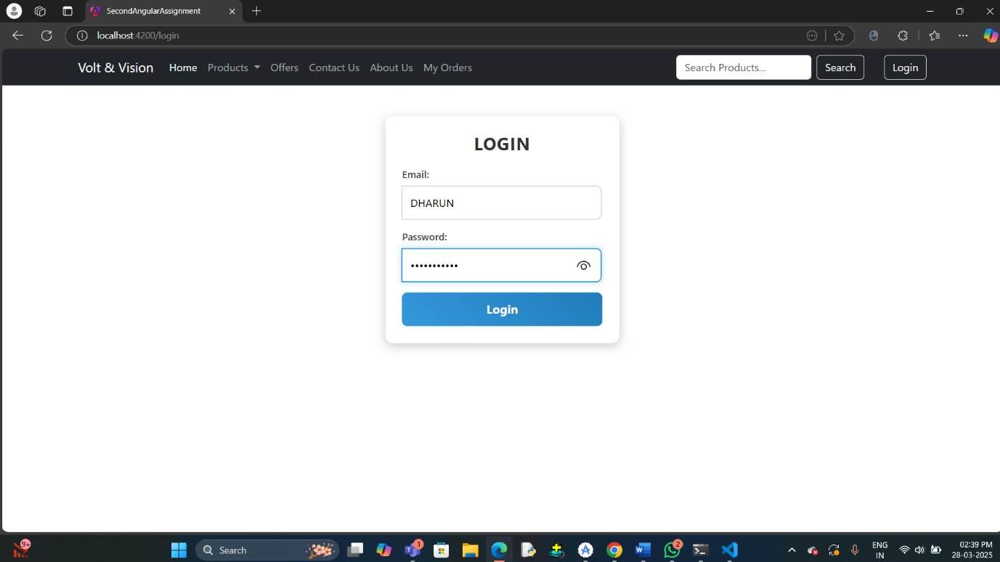 SecondAngularAssignment
localhost:4200/login
Volt & Vision Home Products Offers Contact Us About Us My Orders Search Products... Search Login
LOGIN
Email:
DHARUN
Password:
•••••••••••
Login
9+
Search
1
2
ENG
IN
02:39 PM
28-03-2025